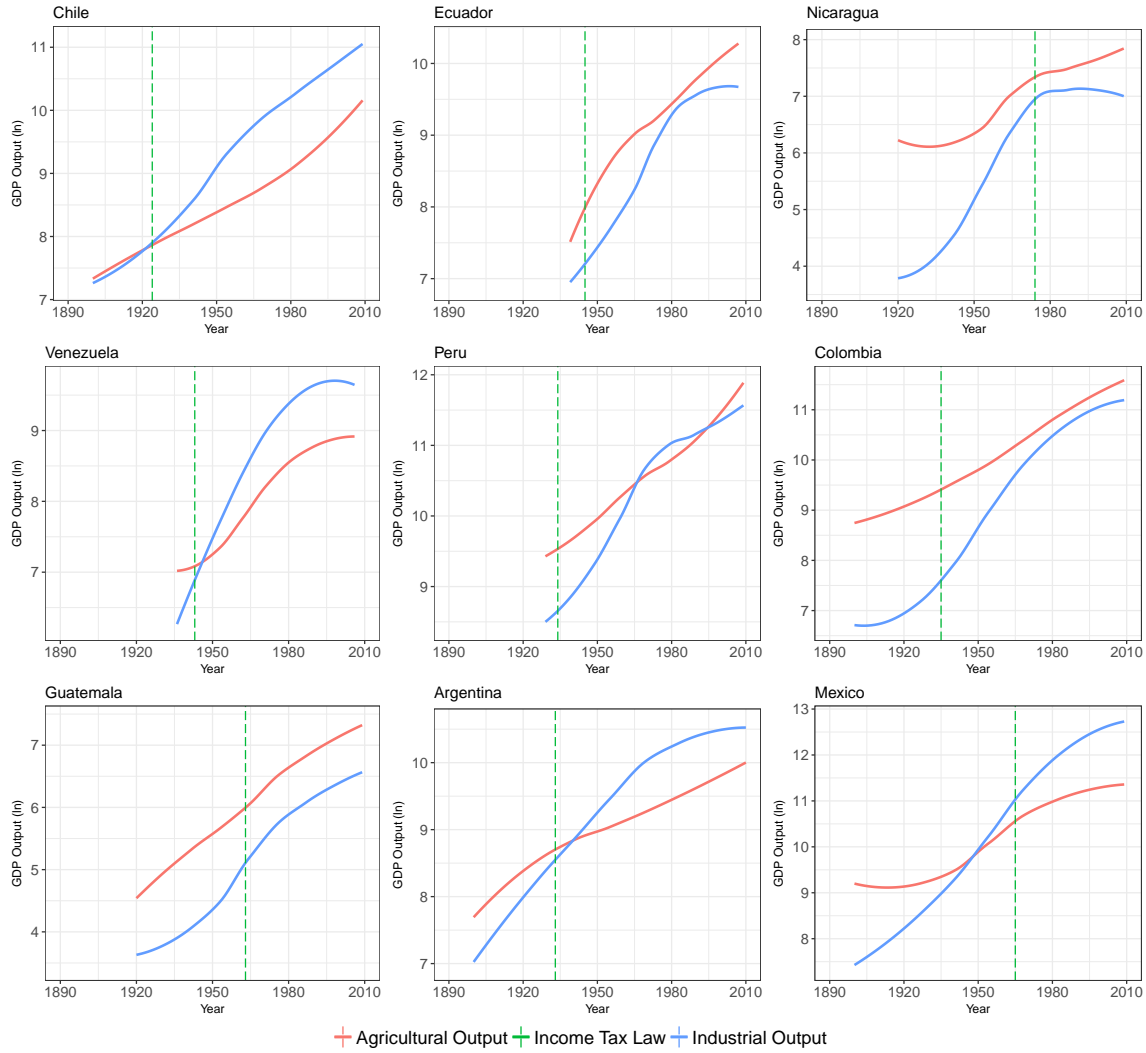 Chile
GDP Output (ln)
11
10
9
8
7
1890 1920 1950 1980 2010
Year
Ecuador
GDP Output (ln)
10
9
8
7
1890 1920 1950 1980 2010
Year
Nicaragua
GDP Output (ln)
8
7
6
5
4
1890 1920 1950 1980 2010
Year
Venezuela
GDP Output (ln)
9
8
7
1890 1920 1950 1980 2010
Year
Peru
GDP Output (ln)
12
11
10
9
1890 1920 1950 1980 2010
Year
Colombia
GDP Output (ln)
11
10
9
8
7
1890 1920 1950 1980 2010
Year
Guatemala
GDP Output (ln)
7
6
5
4
1890 1920 1950 1980 2010
Year
Argentina
GDP Output (ln)
10
9
8
7
1890 1920 1950 1980 2010
Year
Mexico
GDP Output (ln)
13
12
11
10
9
8
1890 1920 1950 1980 2010
Year
Agricultural Output Income Tax Law Industrial Output